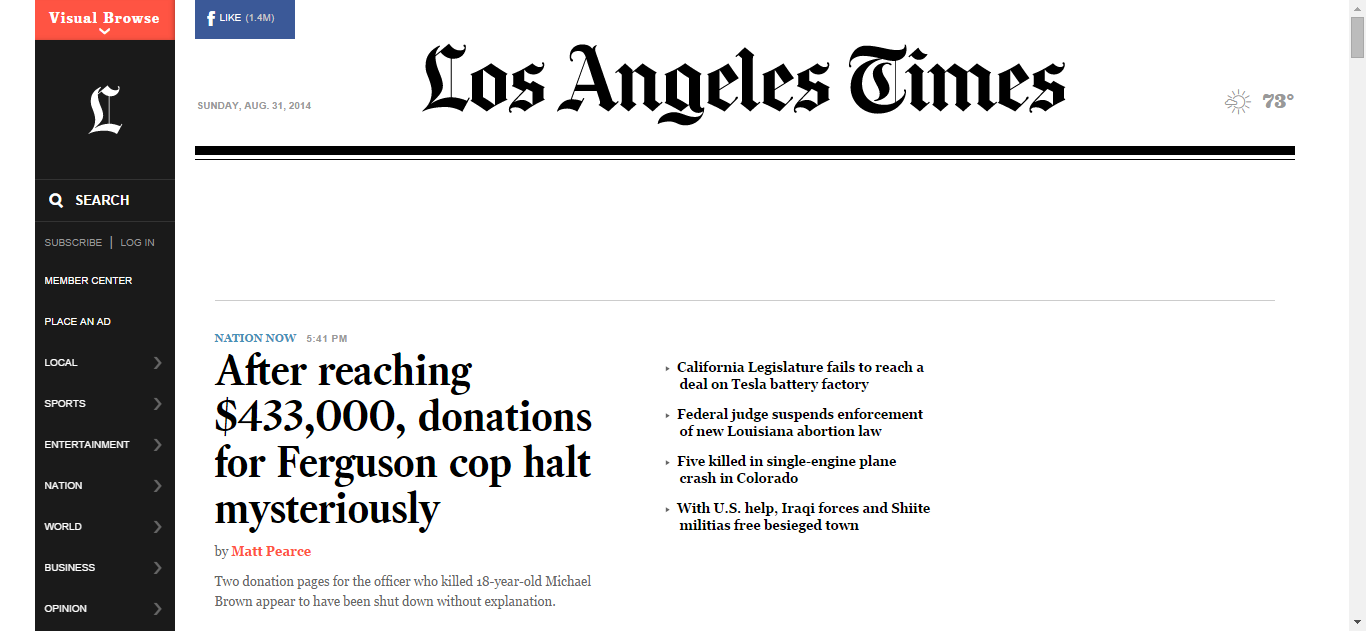 Visual Browse
L
SEARCH
SUBSCRIBE | LOG IN
MEMBER CENTER
PLACE AN AD
LOCAL
SPORTS
ENTERTAINMENT
NATION
WORLD
BUSINESS
OPINION
f LIKE (1.4M)
SUNDAY, AUG. 31, 2014
Los Angeles Times
73°
NATION NOW 5:41 PM
After reaching
$433,000, donations
for Ferguson cop halt
mysteriously
by Matt Pearce
Two donation pages for the officer who killed 18-year-old Michael
Brown appear to have been shut down without explanation.
California Legislature fails to reach a
deal on Tesla battery factory
Federal judge suspends enforcement
of new Louisiana abortion law
Five killed in single-engine plane
crash in Colorado
With U.S. help, Iraqi forces and Shiite
militias free besieged town